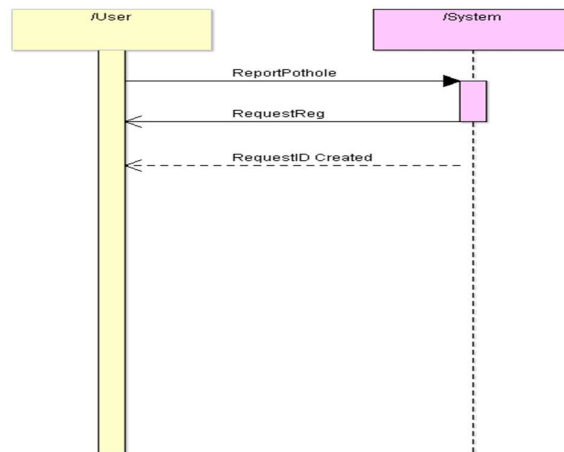 /User
/System
ReportPothole
RequestReg
RequestID Created